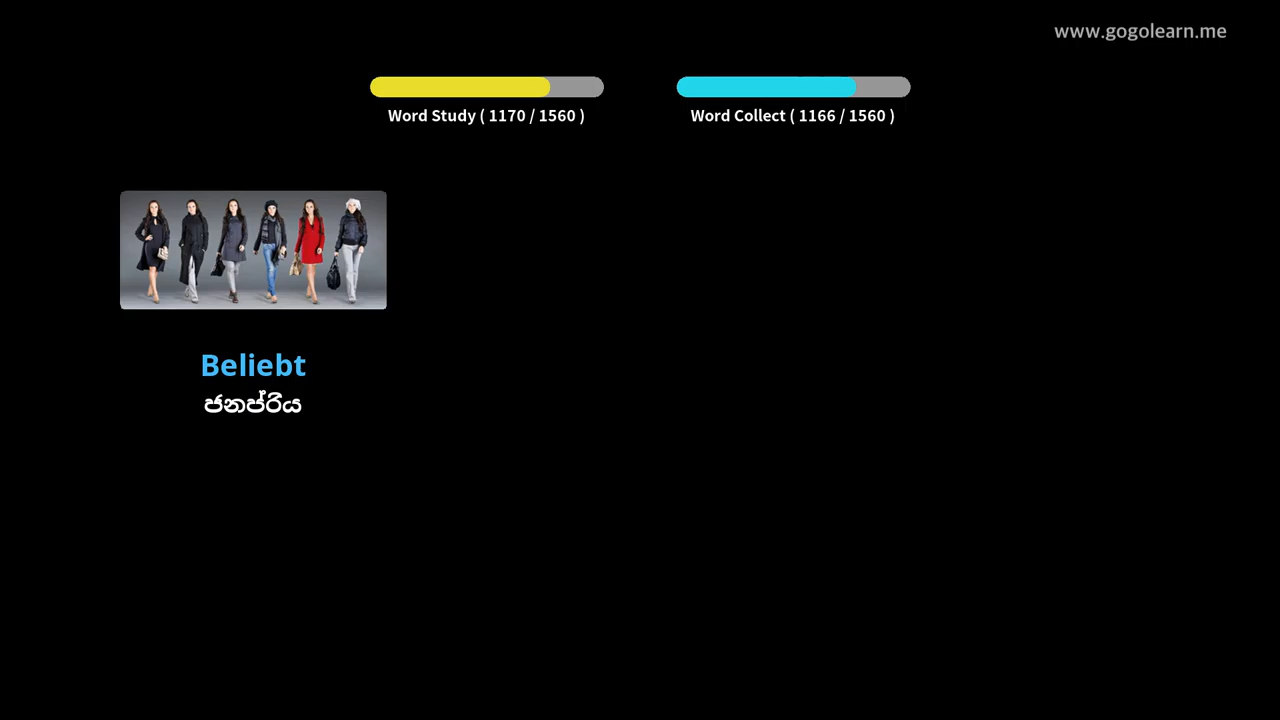 www.gogolearn.me
Word Study ( 1170 / 1560 )
Word Collect ( 1166 / 1560 )
Beliebt
ජනප්රිය